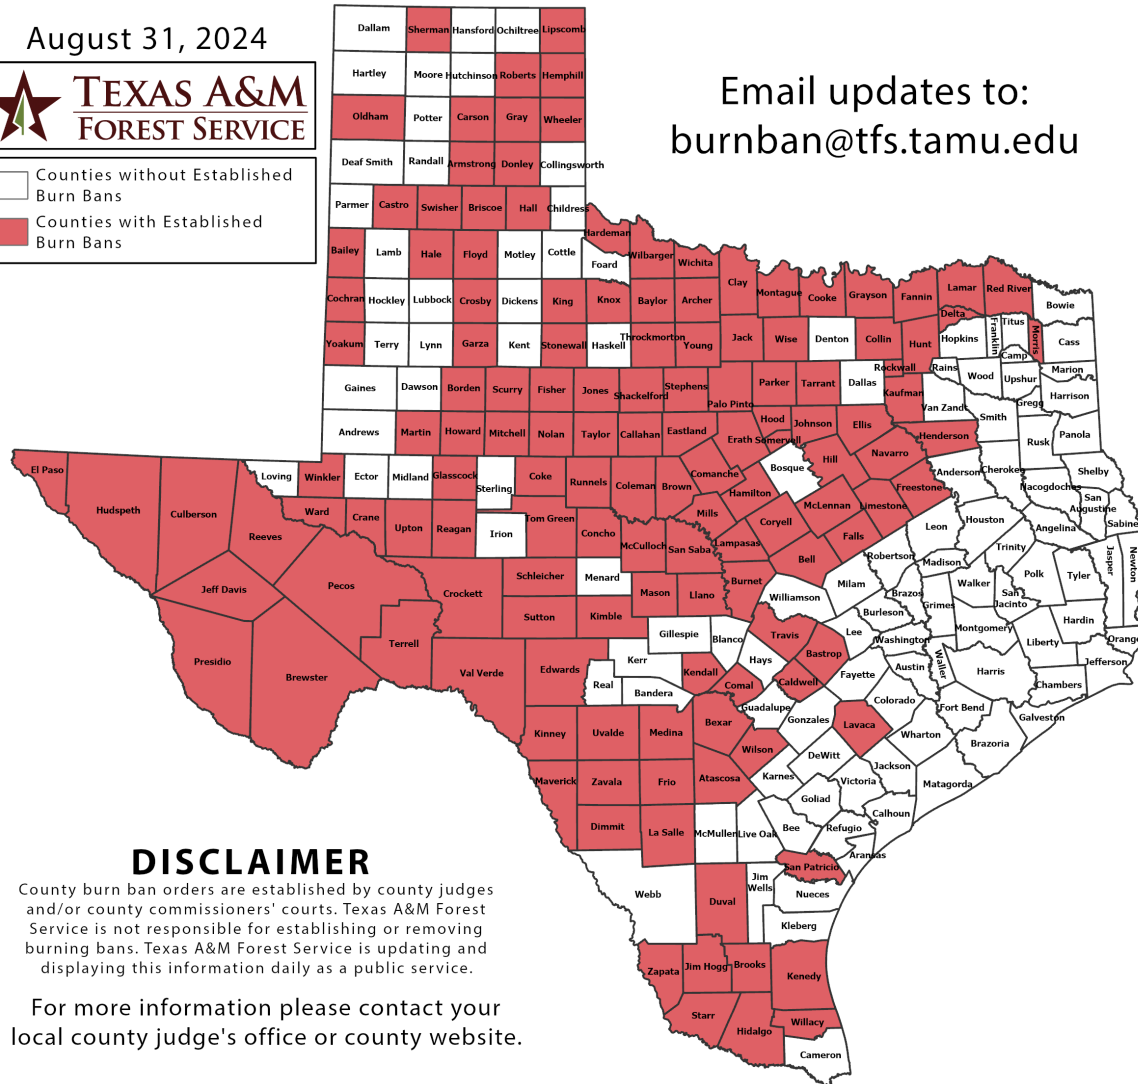 August 31, 2024
TEXAS A&M
FOREST SERVICE
Counties without Established
Burn Bans
Counties with Established
Burn Bans
Email updates to:
burnban@tfs.tamu.edu
Dallam Sherman Hansford Ochiltree Lipscomb
Hartley Moore Hutchinson Roberts Hemphill
Oldham Potter Carson Gray Wheeler
Deaf Smith Randall Armstrong Donley Collingsworth
Parmer Castro Swisher Briscoe Hall Childress
Hardeman
Bailey Lamb Hale Floyd Motley Cottle Foard Wilbarger Wichita
Clay Montague Cooke Grayson Fannin Lamar Red River Bowie
Cochran Hockley Lubbock Crosby Dickens King Knox Baylor Archer
Delta Hopkins Franklin Titus Morris Cass
Yoakum Terry Lynn Garza Kent Stonewall Haskell Throckmorton Young Jack Wise Denton Collin Hunt
Camp Marion
Gaines Dawson Borden Scurry Fisher Jones Shackelford Stephens Palo Pinto Parker Tarrant Dallas Rockwall Kaufman Rains Wood Upshur Gregg Harrison
Van Zandt Smith
Andrews Martin Howard Mitchell Nolan Taylor Callahan Eastland Erath Hood Somervell Johnson Ellis Henderson Rusk Panola
El Paso Loving Winkler Ector Midland Glasscock Sterling Coke Runnels Coleman Brown Comanche Bosque Hill Navarro Anderson Cherokee Shelby
Hamilton Freestone Nacogdoches
San
Augustine
Hudspeth Culberson Ward Crane Upton Reagan Irion Tom Green Concho Mills Coryell McLennan Limestone Leon Houston Angelina Sabine
Reeves McCulloch San Saba Lampasas Falls Trinity
Jeff Davis Pecos Crockett Schleicher Menard Mason Llano Burnet Bell Robertson Madison Walker Polk Tyler Jasper Newton
Williamson Milam Brazos Grimes
San
Jacinto
Sutton Kimble Burleson Montgomery Hardin
Terrell Gillespie Blanco Travis Lee Washington Liberty Orange
Presidio Brewster Val Verde Edwards Kerr Kendall Hays Bastrop Fayette Austin Waller Harris Jefferson
Real Bandera Comal Caldwell Colorado Chambers
Guadalupe Gonzales Lavaca Fort Bend Galveston
Kinney Uvalde Medina Bexar Wilson Wharton Brazoria
DeWitt Jackson
Maverick Zavala Frio Atascosa Karnes Victoria Matagorda
Goliad Calhoun
Dimmit La Salle McMullen Live Oak Bee Refugio
Aransas
San Patricio
Webb Duval
Jim
Wells
Nueces
Kleberg
Zapata Jim Hogg Brooks Kenedy
Starr Hidalgo Willacy
Cameron
DISCLAIMER
County burn ban orders are established by county judges
and/or county commissioners' courts. Texas A&M Forest
Service is not responsible for establishing or removing
burning bans. Texas A&M Forest Service is updating and
displaying this information daily as a public service.
For more information please contact your
local county judge's office or county website.